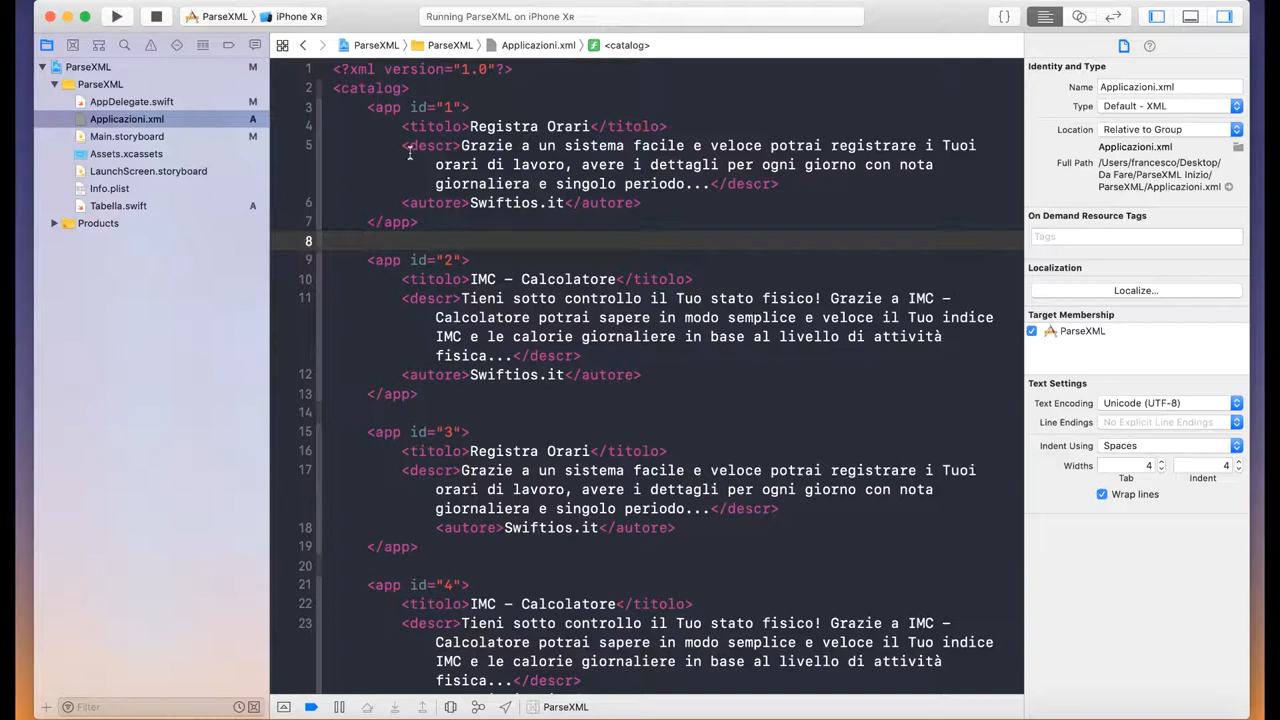 ParseXML
iPhone XR
Running ParseXML on iPhone XR
{}
ParseXML
ParseXML
Applicazioni.xml
<catalog>
ParseXML M
ParseXML
AppDelegate.swift M
Applicazioni.xml A
Main.storyboard M
Assets.xcassets
LaunchScreen.storyboard
Info.plist
Tabella.swift A
Products
Filter
1 <?xml version="1.0"?>
2 <catalog>
3 <app id="1">
4 <titolo>Registra Orari</titolo>
5 <descr>Grazie a un sistema facile e veloce potrai registrare i Tuoi
orari di lavoro, avere i dettagli per ogni giorno con nota
giornaliera e singolo periodo...</descr>
6 <autore>Swiftios.it</autore>
7 </app>
8
9 <app id="2">
10 <titolo>IMC – Calcolatore</titolo>
11 <descr>Tieni sotto controllo il Tuo stato fisico! Grazie a IMC –
Calcolatore potrai sapere in modo semplice e veloce il Tuo indice
IMC e le calorie giornaliere in base al livello di attività
fisica...</descr>
12 <autore>Swiftios.it</autore>
13 </app>
14
15 <app id="3">
16 <titolo>Registra Orari</titolo>
17 <descr>Grazie a un sistema facile e veloce potrai registrare i Tuoi
orari di lavoro, avere i dettagli per ogni giorno con nota
giornaliera e singolo periodo...</descr>
18 <autore>Swiftios.it</autore>
19 </app>
20
21 <app id="4">
22 <titolo>IMC – Calcolatore</titolo>
23 <descr>Tieni sotto controllo il Tuo stato fisico! Grazie a IMC –
Calcolatore potrai sapere in modo semplice e veloce il Tuo indice
IMC e le calorie giornaliere in base al livello di attività
fisica...</descr>
ParseXML
Identity and Type
Name Applicazioni.xml
Type Default - XML
Location Relative to Group
Applicazioni.xml
Full Path /Users/francesco/Desktop/
Da Fare/ParseXML Inizio/
ParseXML/Applicazioni.xml
On Demand Resource Tags
Tags
Localization
Localize...
Target Membership
ParseXML
Text Settings
Text Encoding Unicode (UTF-8)
Line Endings No Explicit Line Endings
Indent Using Spaces
Widths 4 4
Tab Indent
Wrap lines